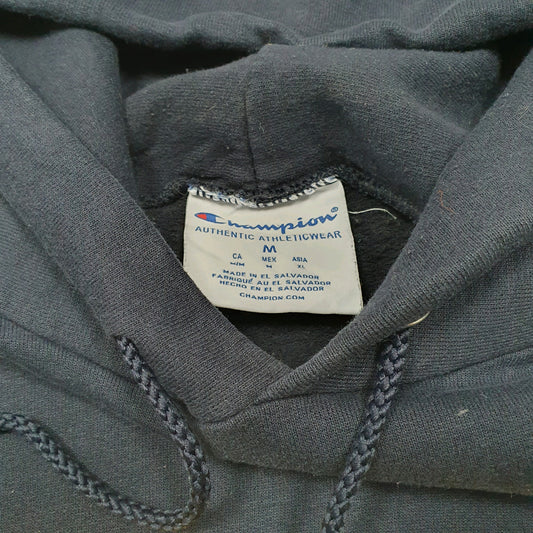 Champion®
AUTHENTIC ATHLETICWEAR
M
CA MEX ASIA
M/M M XL
MADE IN EL SALVADOR
FABRIQUÉ AU EL SALVADOR
HECHO EN EL SALVADOR
CHAMPION.COM